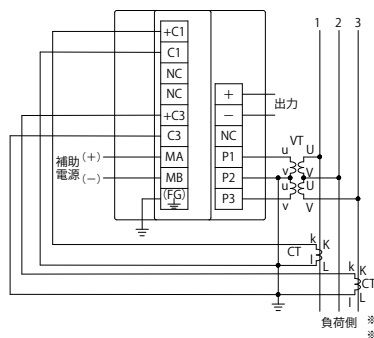 1 2 3
+C1
C1
NC
NC
+C3
C3
MA
MB
(FG)
補助(+)
電源(−)
+
−
NC
P1
P2
P3
出力
VT
u U
v V
u U
v V
CT
k K
l L
k K
CT
l L
負荷側 ※
※